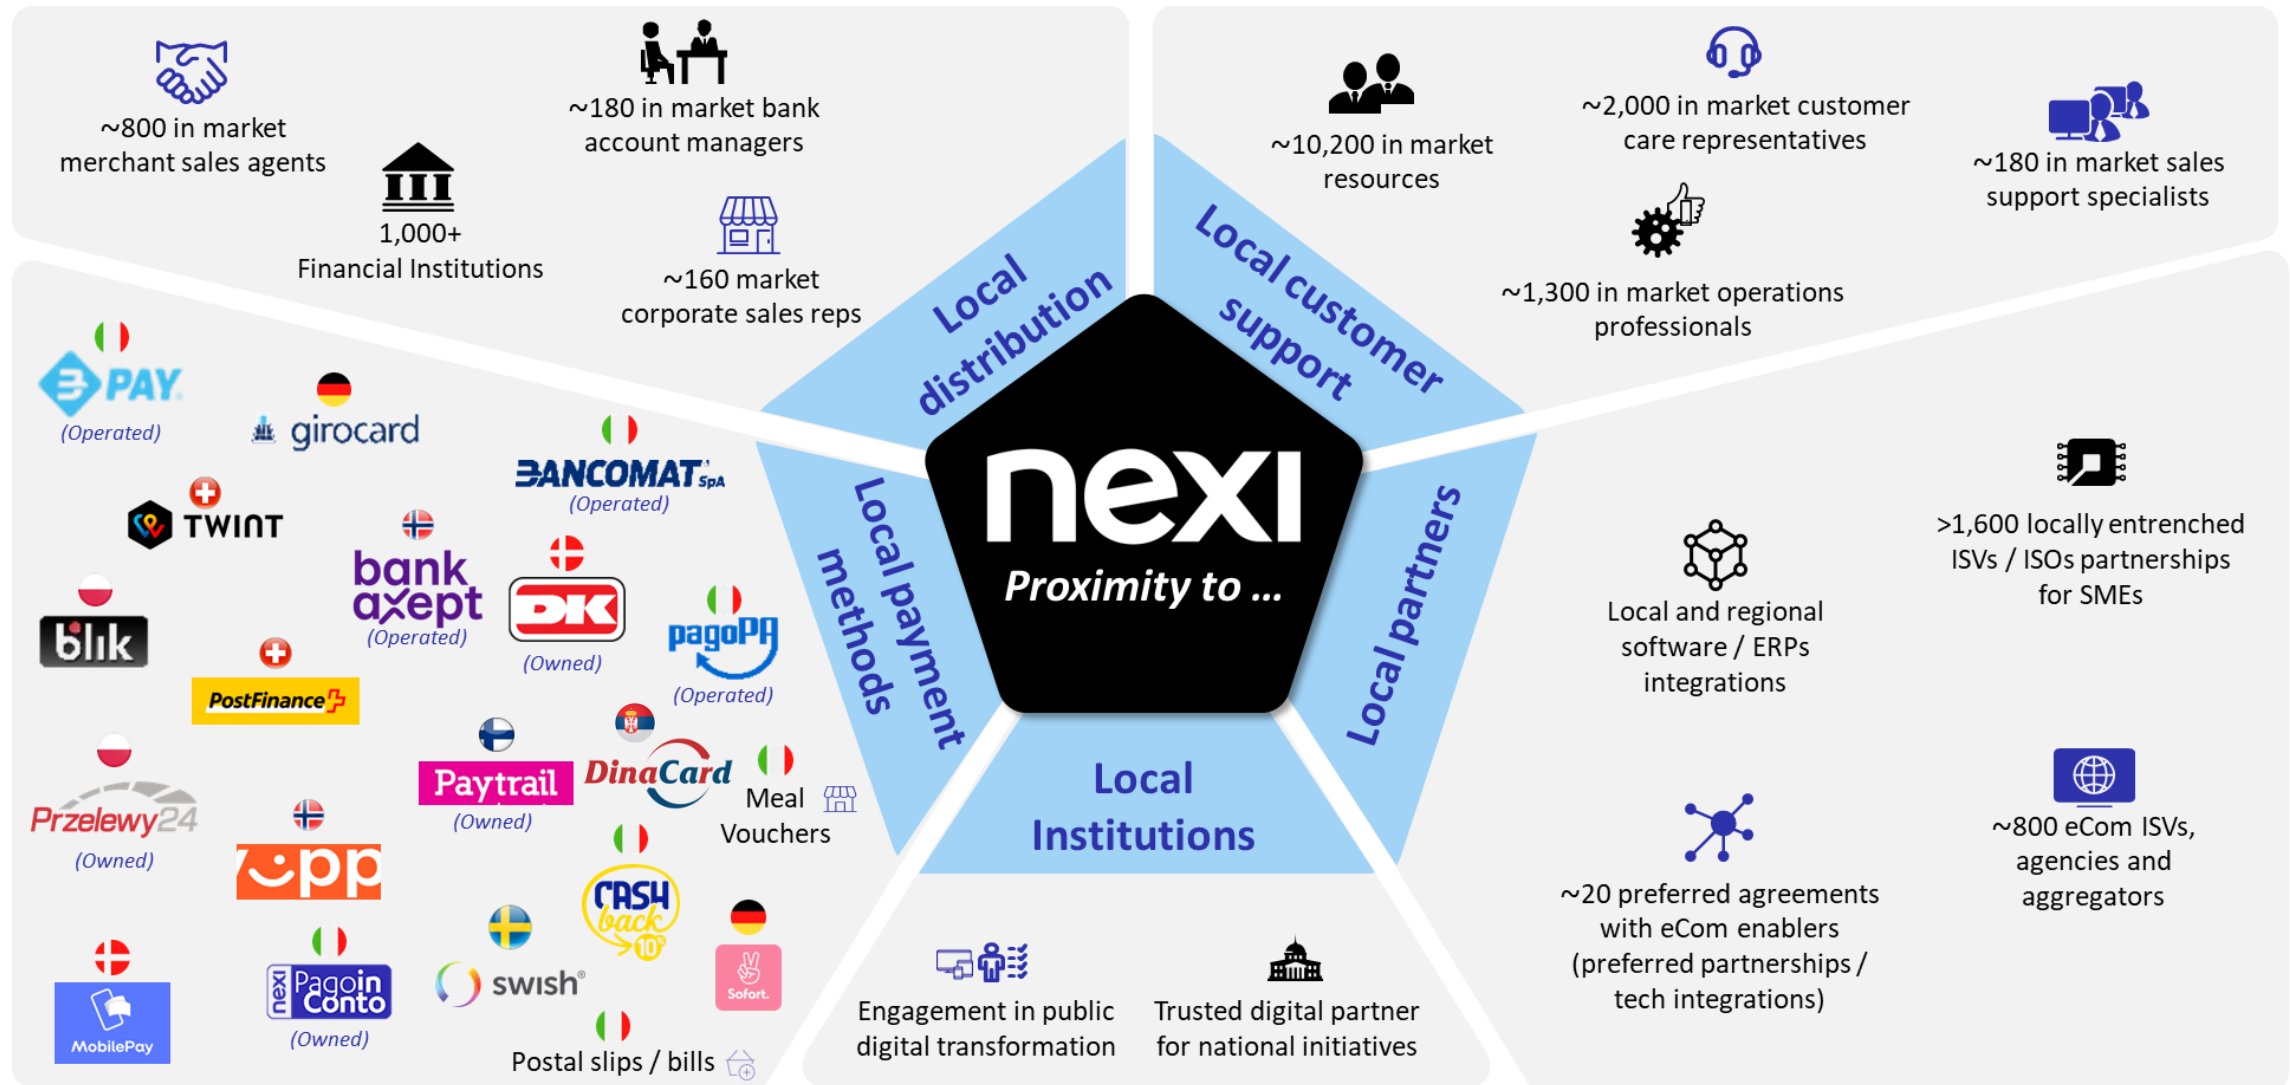 ~800 in market
merchant sales agents
1,000+
Financial Institutions
~180 in market bank
account managers
~160 market
corporate sales reps
Local
distribution
~10,200 in market
resources
~2,000 in market customer
care representatives
~180 in market sales
support specialists
~1,300 in market operations
professionals
Local customer
support
nexi
Proximity to ...
Local payment
methods
PAY
(Operated)
girocard
BANCOMAT SpA
(Operated)
TWINT
bank
axept
(Operated)
DK
(Owned)
pagoPA
(Operated)
blik
PostFinance
Przelewy24
(Owned)
Paytrail
(Owned)
DinaCard
Meal
Vouchers
ipp
CASH
back
10%
MobilePay
nexi
Pagoin
Conto
(Owned)
swish®
Sofort.
Postal slips / bills
Local
Institutions
Engagement in public
digital transformation
Trusted digital partner
for national initiatives
Local partners
Local and regional
software / ERPs
integrations
>1,600 locally entrenched
ISVs / ISOs partnerships
for SMEs
~20 preferred agreements
with eCom enablers
(preferred partnerships /
tech integrations)
~800 eCom ISVs,
agencies and
aggregators